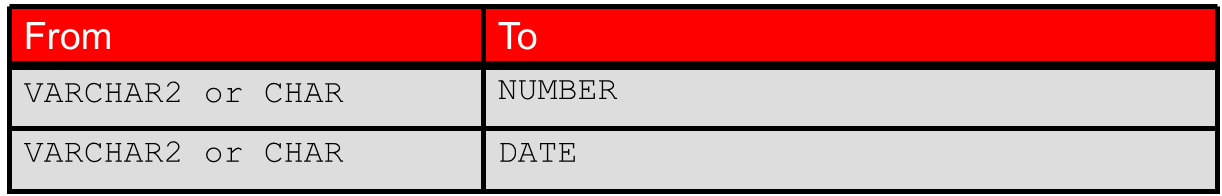 From To
VARCHAR2 or CHAR NUMBER
VARCHAR2 or CHAR DATE